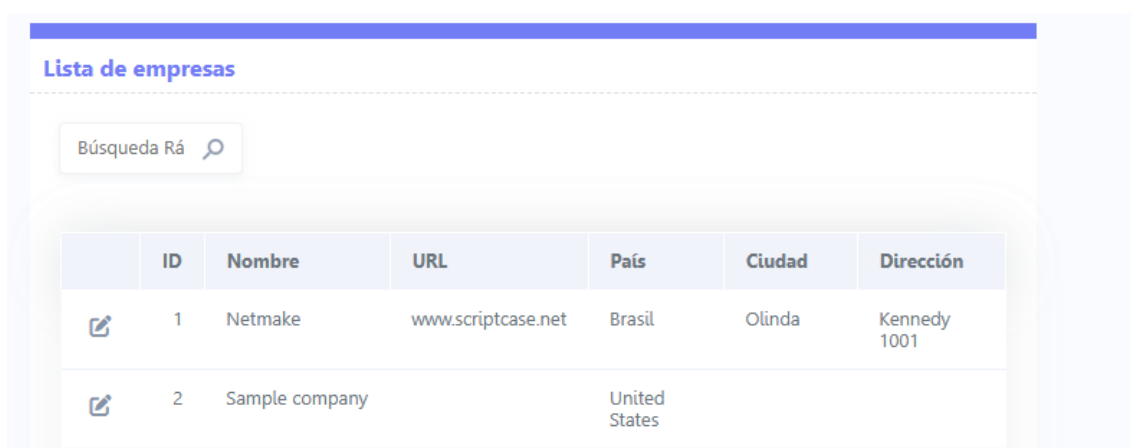 Lista de empresas
Búsqueda Rá
ID Nombre URL País Ciudad Dirección
1 Netmake www.scriptcase.net Brasil Olinda Kennedy
1001
2 Sample company United
States